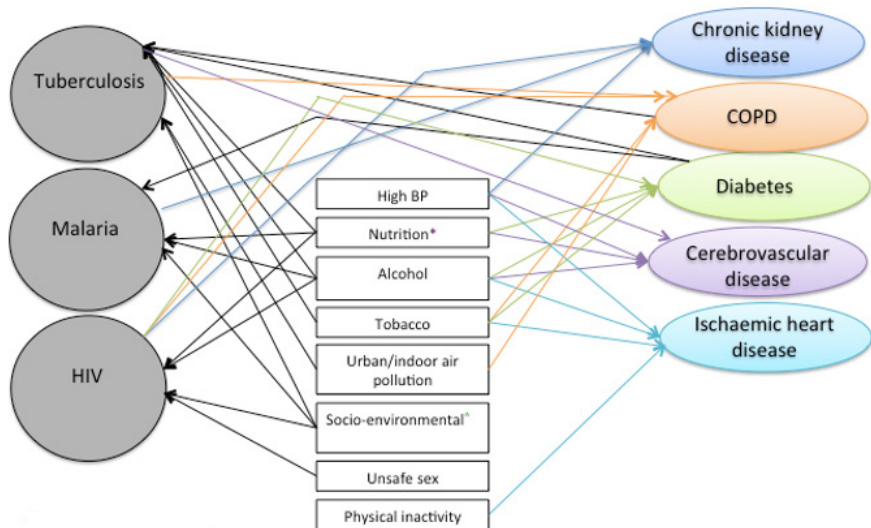 Tuberculosis
Malaria
HIV
High BP
Nutrition*
Alcohol
Tobacco
Urban/indoor air
pollution
Socio-environmental^
Unsafe sex
Physical inactivity
Chronic kidney
disease
COPD
Diabetes
Cerebrovascular
disease
Ischaemic heart
disease